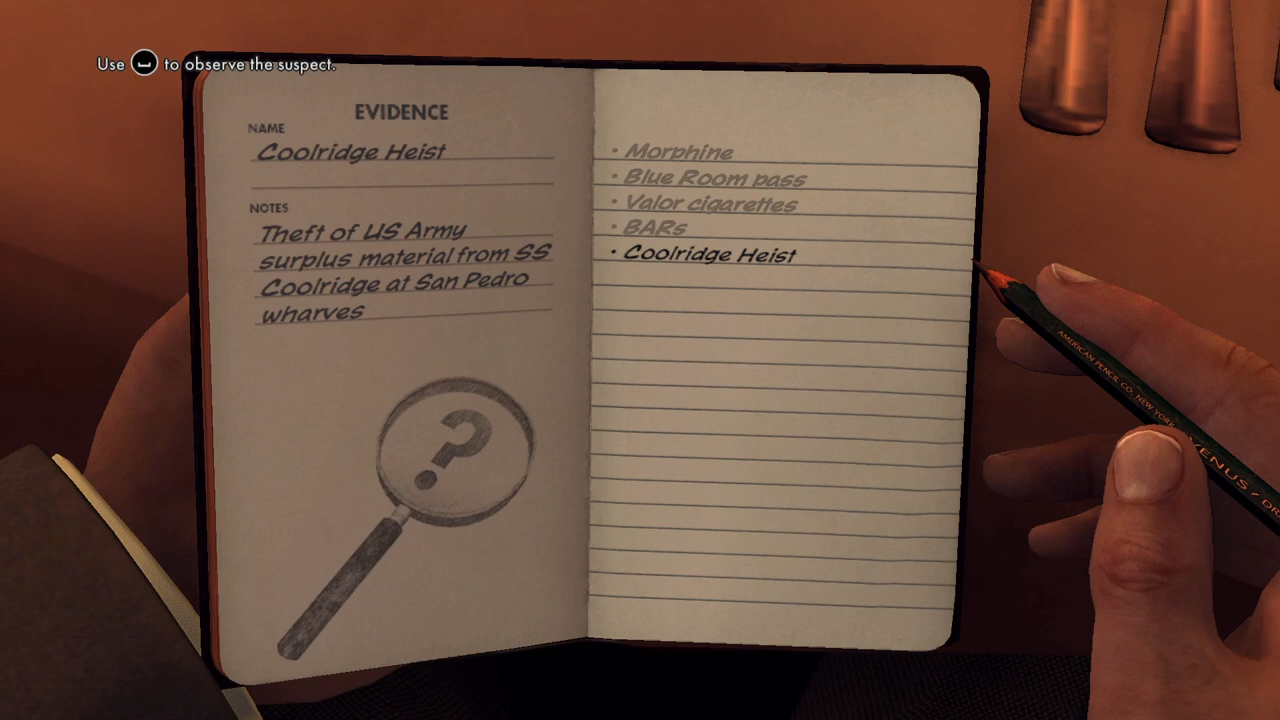 Use to observe the suspect.
EVIDENCE
NAME
Coolridge Heist
NOTES
Theft of US Army
surplus material from SS
Coolridge at San Pedro
wharves
?
• Morphine
• Blue Room pass
• Valor cigarettes
• BARs
• Coolridge Heist
AMERICAN PENCIL CO. NEW YORK
VENUS / DR